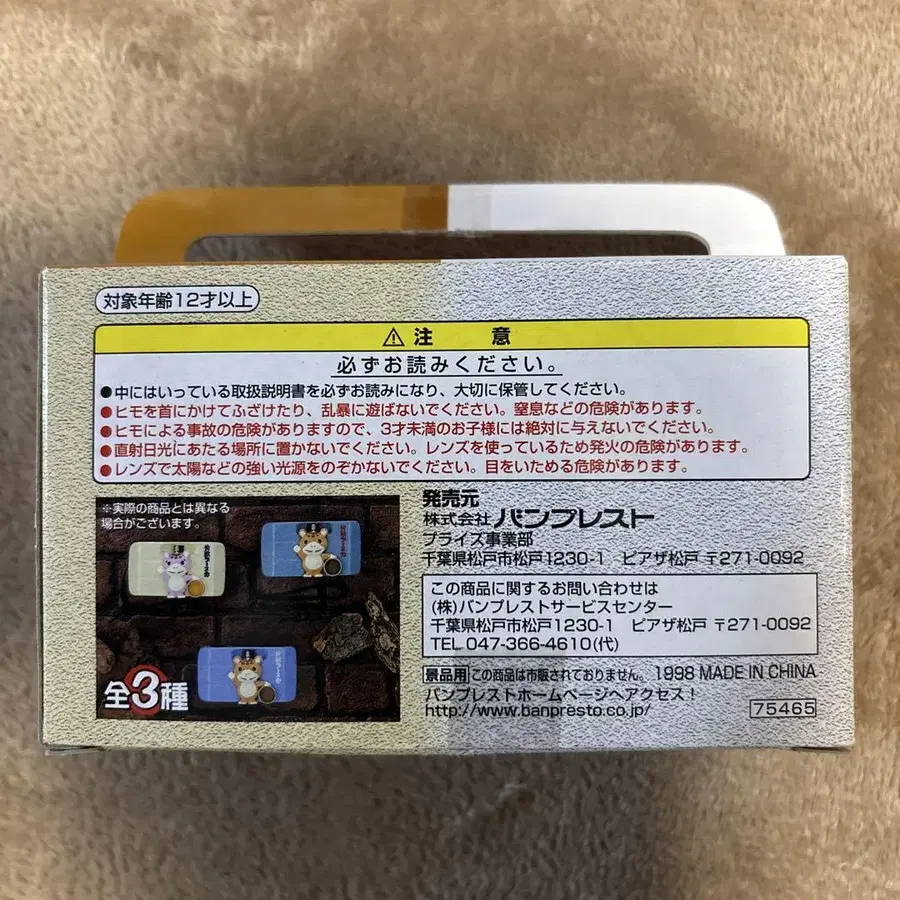 対象年齢12才以上
⚠注 意
必ずお読みください。
●中にはいっている取扱説明書を必ずお読みになり、大切に保管してください。
●ヒモを首にかけてふざけたり、乱暴に遊ばないでください。窒息などの危険があります。
●ヒモによる事故の危険がありますので、3才未満のお子様には絶対に与えないでください。
●直射日光にあたる場所に置かないでください。レンズを使っているため発火の危険があります。
●レンズで太陽などの強い光源をのぞかないでください。目をいためる危険があります。
※実際の商品とは異なる
場合がございます。
全3種
発売元
株式会社 バンプレスト
プライズ事業部
千葉県松戸市松戸1230-1 ピアザ松戸 〒271-0092
この商品に関するお問い合わせは
(株)バンプレストサービスセンター
千葉県松戸市松戸1230-1 ピアザ松戸 〒271-0092
TEL 047-366-4610(代)
景品用 この商品は市販されておりません。 1998 MADE IN CHINA
バンプレストホームページへアクセス!
http://www.banpresto.co.jp/
75465